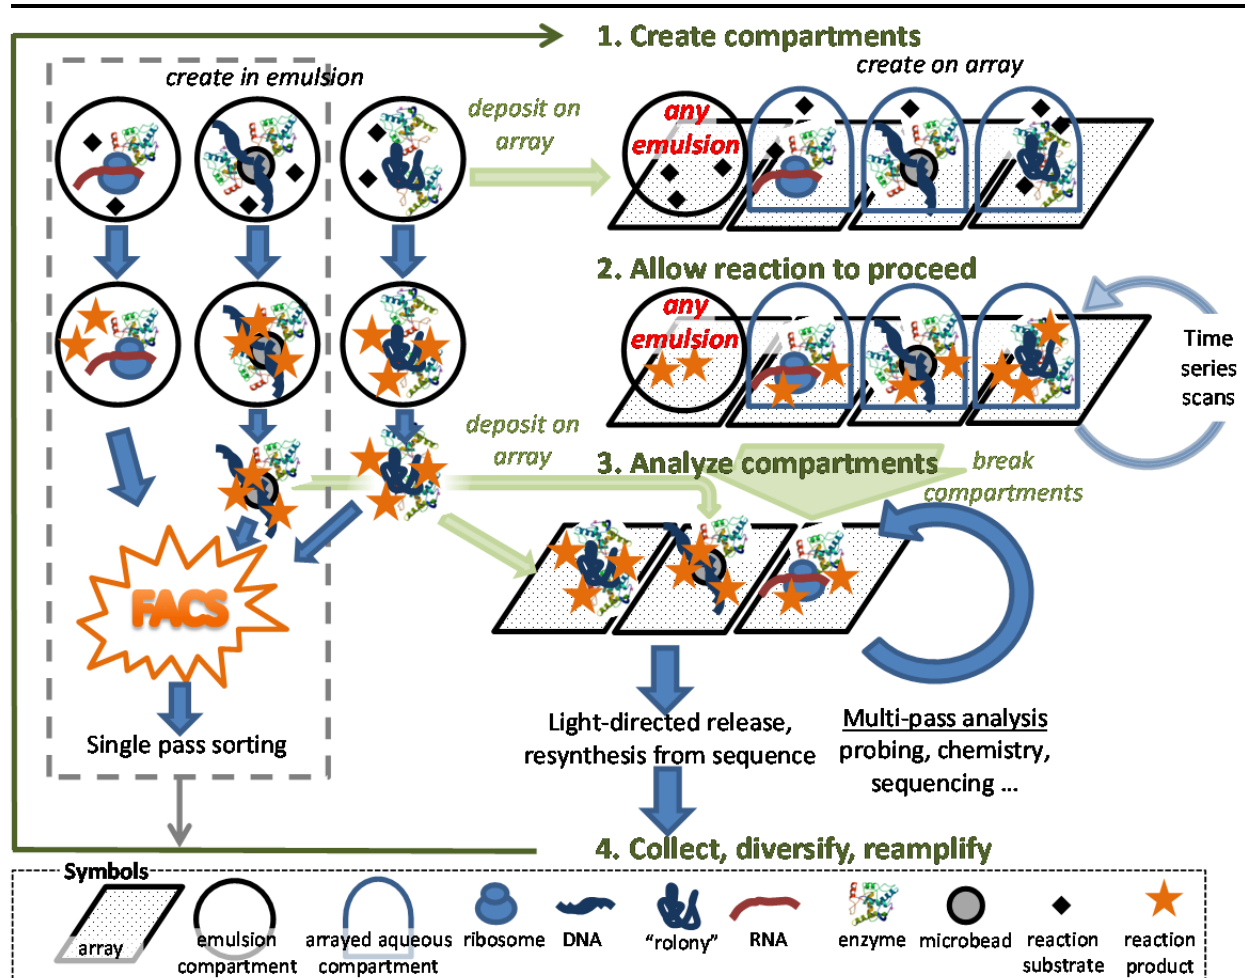 1. Create compartments
create in emulsion
create on array
deposit on
array
any
emulsion
2. Allow reaction to proceed
any
emulsion
Time
series
scans
deposit on
array
3. Analyze compartments
break
compartments
FACS
Single pass sorting
Light-directed release,
resynthesis from sequence
Multi-pass analysis
probing, chemistry,
sequencing ...
4. Collect, diversify, reamplify
Symbols
array
emulsion
compartment
arrayed aqueous
compartment
ribosome
DNA
“rolony”
RNA
enzyme
microbead
reaction
substrate
reaction
product